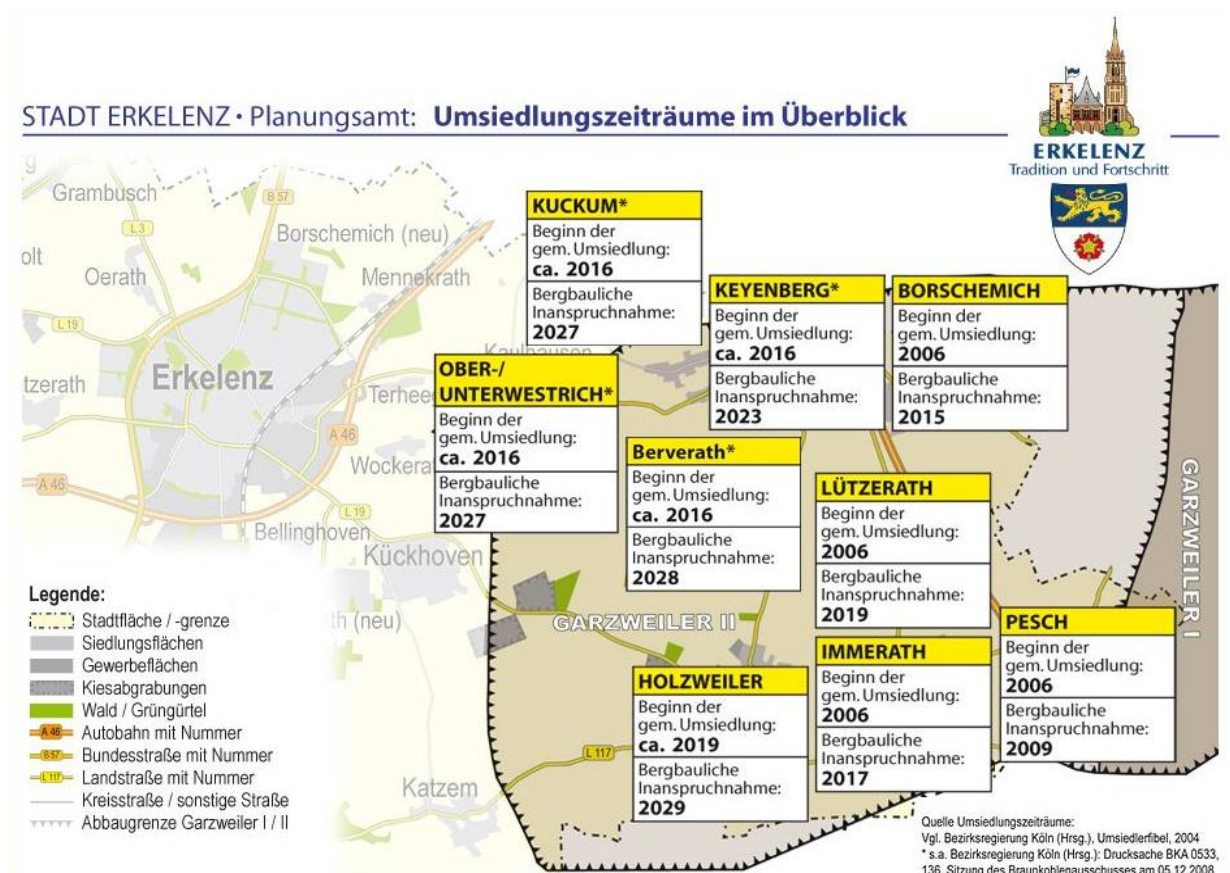 STADT ERKELENZ • Planungsamt: Umsiedlungszeiträume im Überblick
ERKELENZ
Tradition und Fortschritt
Grambusch
B 57
L 3
Borschemich (neu)
Oerath
Mennekrath
L 19
Erkelenz
A 46
A 46
L 19
Bellinghoven
Kückhoven
(neu)
Katzem
L 117
GARZWEILER II
GARZWEILER I
KUCKUM*
Beginn der
gem. Umsiedlung:
ca. 2016
Bergbauliche
Inanspruchnahme:
2027
KEYENBERG*
Beginn der
gem. Umsiedlung:
ca. 2016
Bergbauliche
Inanspruchnahme:
2023
BORSCHEMICH
Beginn der
gem. Umsiedlung:
2006
Bergbauliche
Inanspruchnahme:
2015
OBER-/
UNTERWESTRICH*
Beginn der
gem. Umsiedlung:
ca. 2016
Bergbauliche
Inanspruchnahme:
2027
Berverath*
Beginn der
gem. Umsiedlung:
ca. 2016
Bergbauliche
Inanspruchnahme:
2028
LÜTZERATH
Beginn der
gem. Umsiedlung:
2006
Bergbauliche
Inanspruchnahme:
2019
PESCH
Beginn der
gem. Umsiedlung:
2006
Bergbauliche
Inanspruchnahme:
2009
IMMERATH
Beginn der
gem. Umsiedlung:
2006
Bergbauliche
Inanspruchnahme:
2017
HOLZWEILER
Beginn der
gem. Umsiedlung:
ca. 2019
Bergbauliche
Inanspruchnahme:
2029
Legende:
Stadtfläche / -grenze
Siedlungsflächen
Gewerbeflächen
Kiesabgrabungen
Wald / Grüngürtel
A 46 Autobahn mit Nummer
B 57 Bundesstraße mit Nummer
L 117 Landstraße mit Nummer
Kreisstraße / sonstige Straße
Abbaugrenze Garzweiler I / II
Quelle Umsiedlungszeiträume:
Vgl. Bezirksregierung Köln (Hrsg.), Umsiedlerfibel, 2004
* s.a. Bezirksregierung Köln (Hrsg.): Drucksache BKA 0533,
136. Sitzung des Braunkohlenausschusses am 05.12.2008